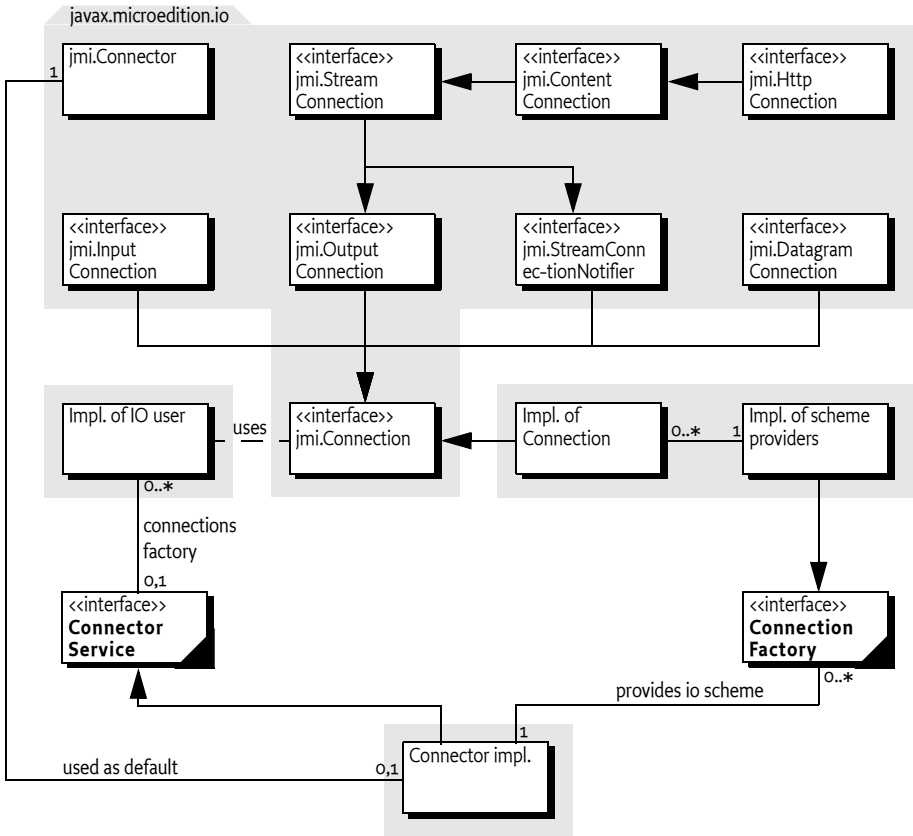 javax.microedition.io
jmi.Connector
1
<<interface>>
jmi.Stream
Connection
<<interface>>
jmi.Content
Connection
<<interface>>
jmi.Http
Connection
<<interface>>
jmi.Input
Connection
<<interface>>
jmi.Output
Connection
<<interface>>
jmi.StreamConn
ec-tionNotifier
<<interface>>
jmi.Datagram
Connection
Impl. of IO user
uses
<<interface>>
jmi.Connection
Impl. of
Connection
0..*
1
Impl. of scheme
providers
0..*
connections
factory
0,1
<<interface>>
Connector
Service
<<interface>>
Connection
Factory
0..*
provides io scheme
1
Connector impl.
used as default
0,1